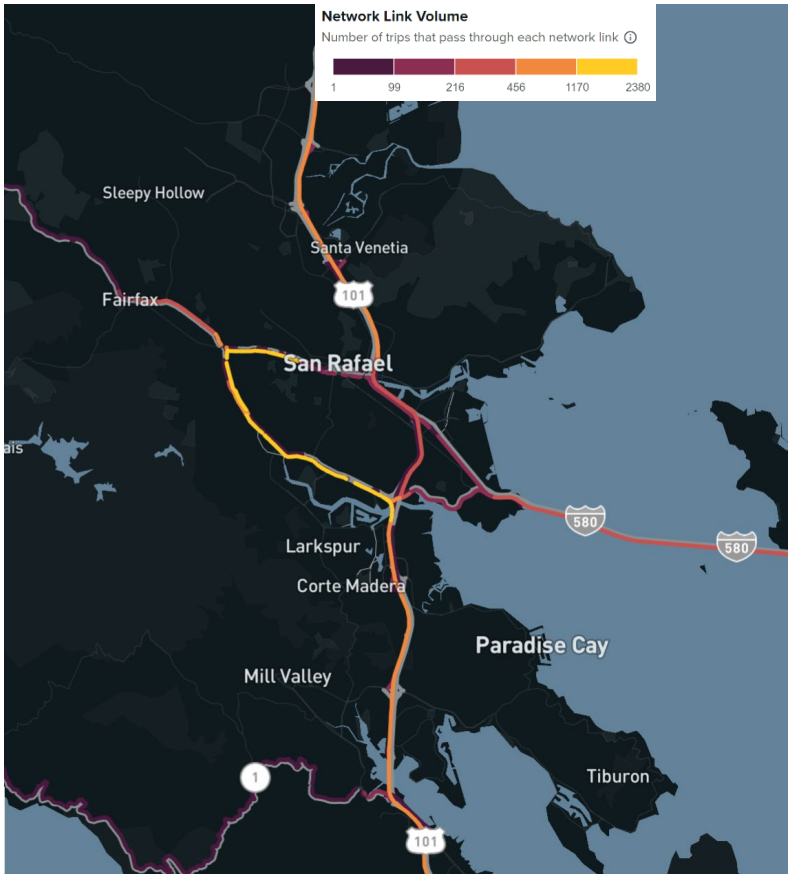 Network Link Volume
Number of trips that pass through each network link
1 99 216 456 1170 2380
Sleepy Hollow
Santa Venetia
101
Fairfax
San Rafael
ais
580
580
Larkspur
Corte Madera
Paradise Cay
Mill Valley
1
Tiburon
101